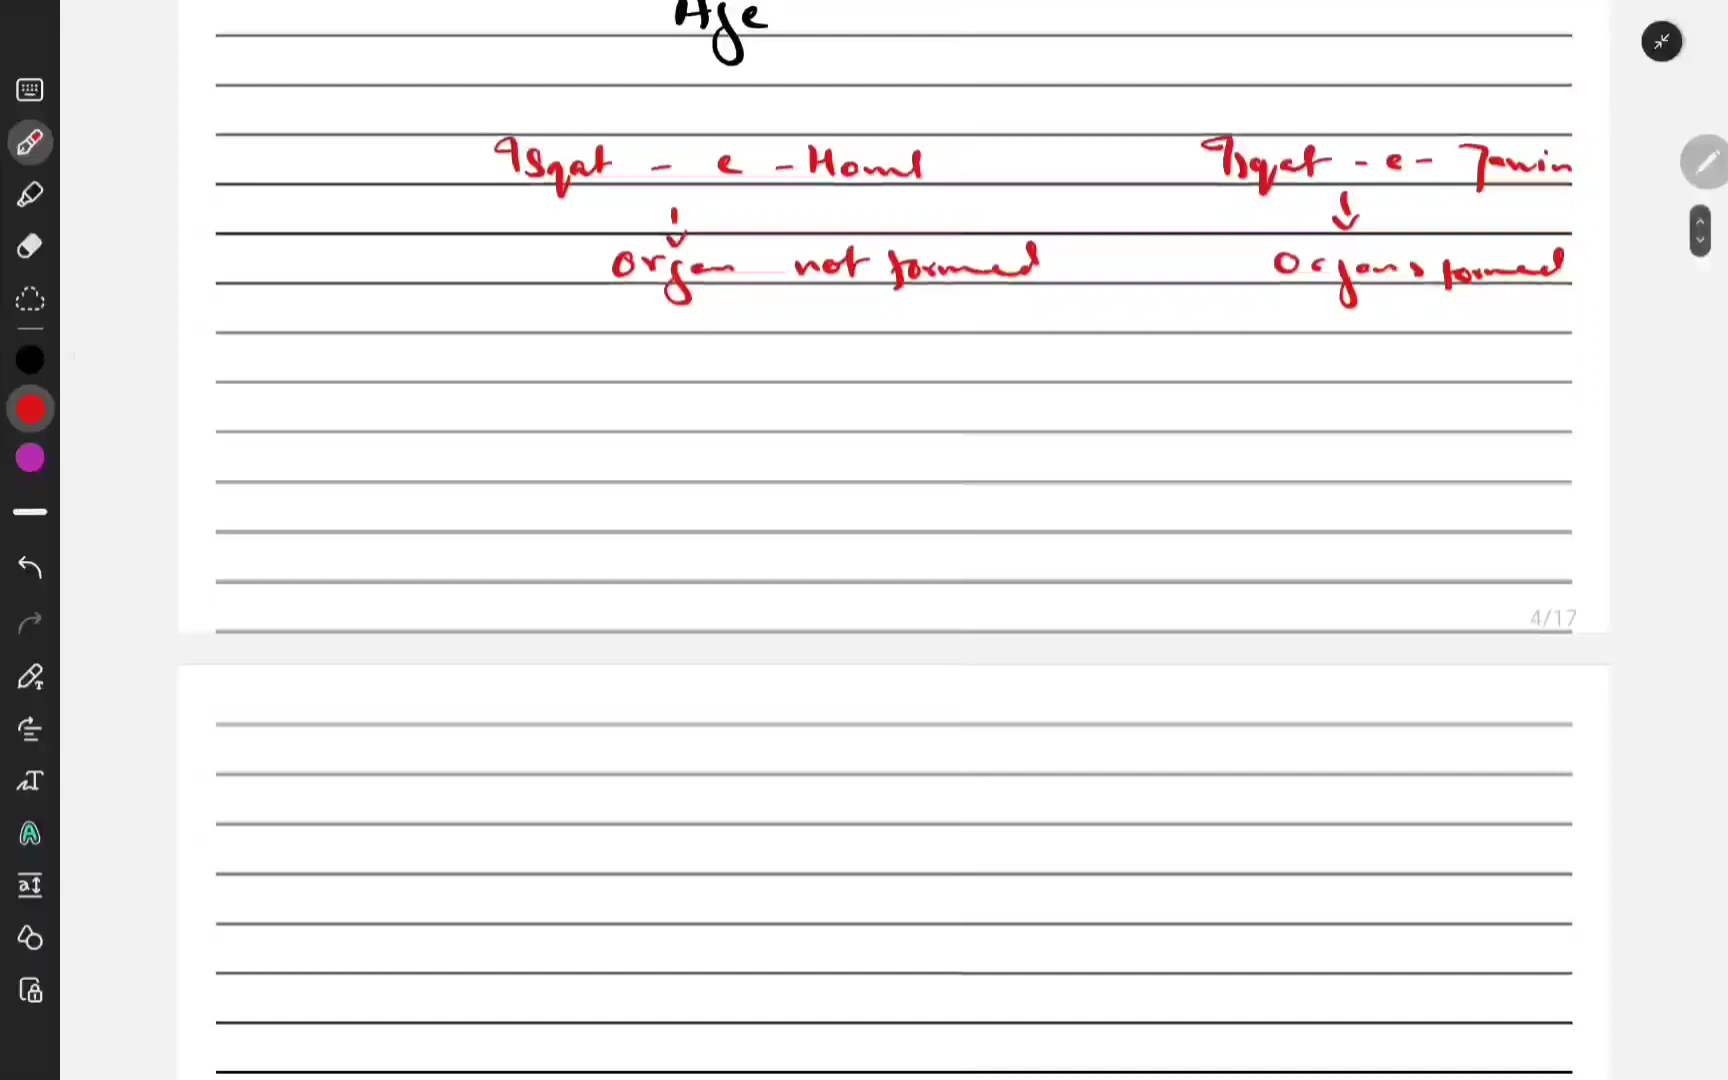 Age
Isqat - e - Haml Isqat - e - Janin
Organ not formed Organs formed
4/17